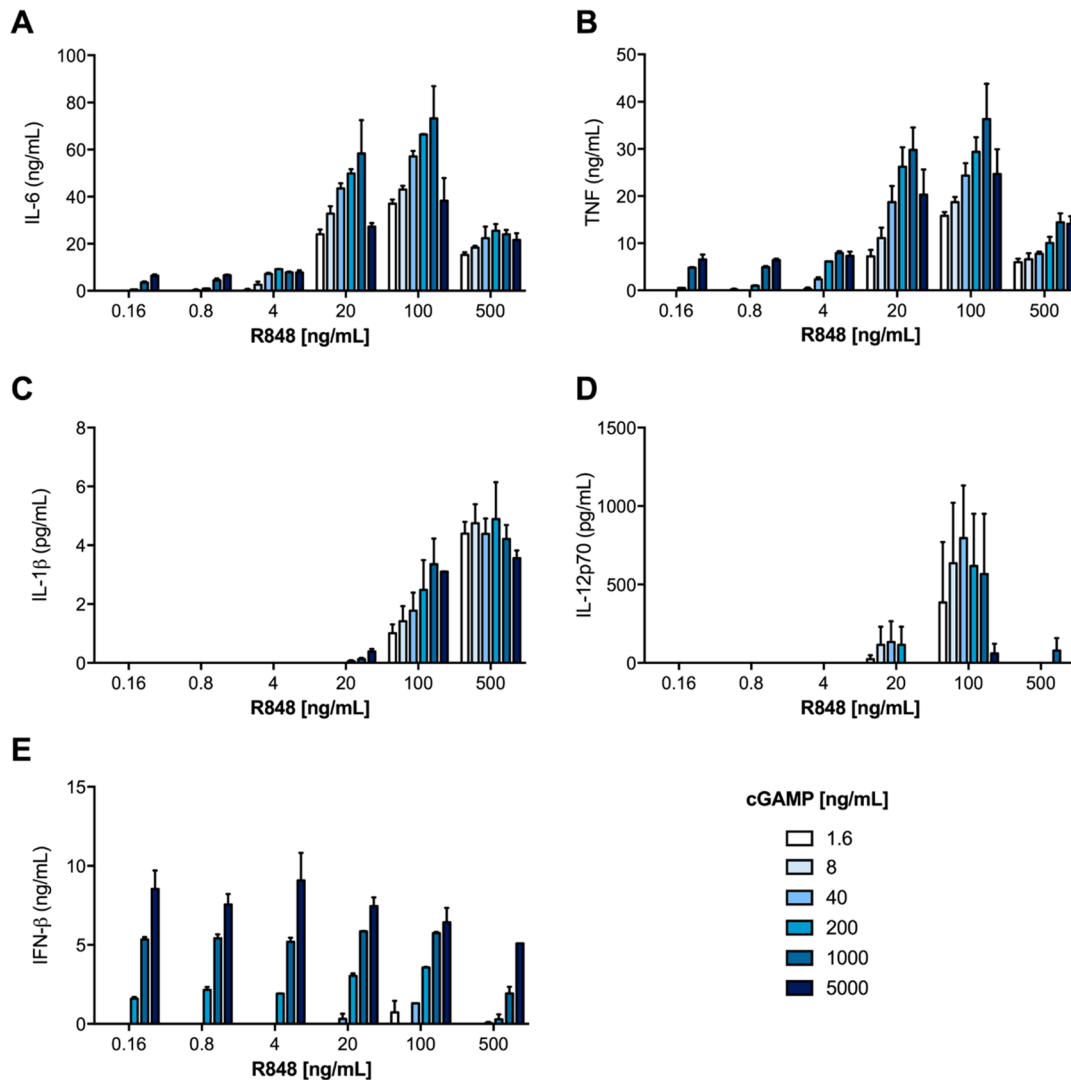 A
IL-6 (ng/mL)
100
80
60
40
20
0
0.16 0.8 4 20 100 500
R848 [ng/mL]
B
TNF (ng/mL)
50
40
30
20
10
0
0.16 0.8 4 20 100 500
R848 [ng/mL]
C
IL-1β (pg/mL)
8
6
4
2
0
0.16 0.8 4 20 100 500
R848 [ng/mL]
D
IL-12p70 (pg/mL)
1500
1000
500
0
0.16 0.8 4 20 100 500
R848 [ng/mL]
E
IFN-β (ng/mL)
15
10
5
0
0.16 0.8 4 20 100 500
R848 [ng/mL]
cGAMP [ng/mL]
1.6
8
40
200
1000
5000